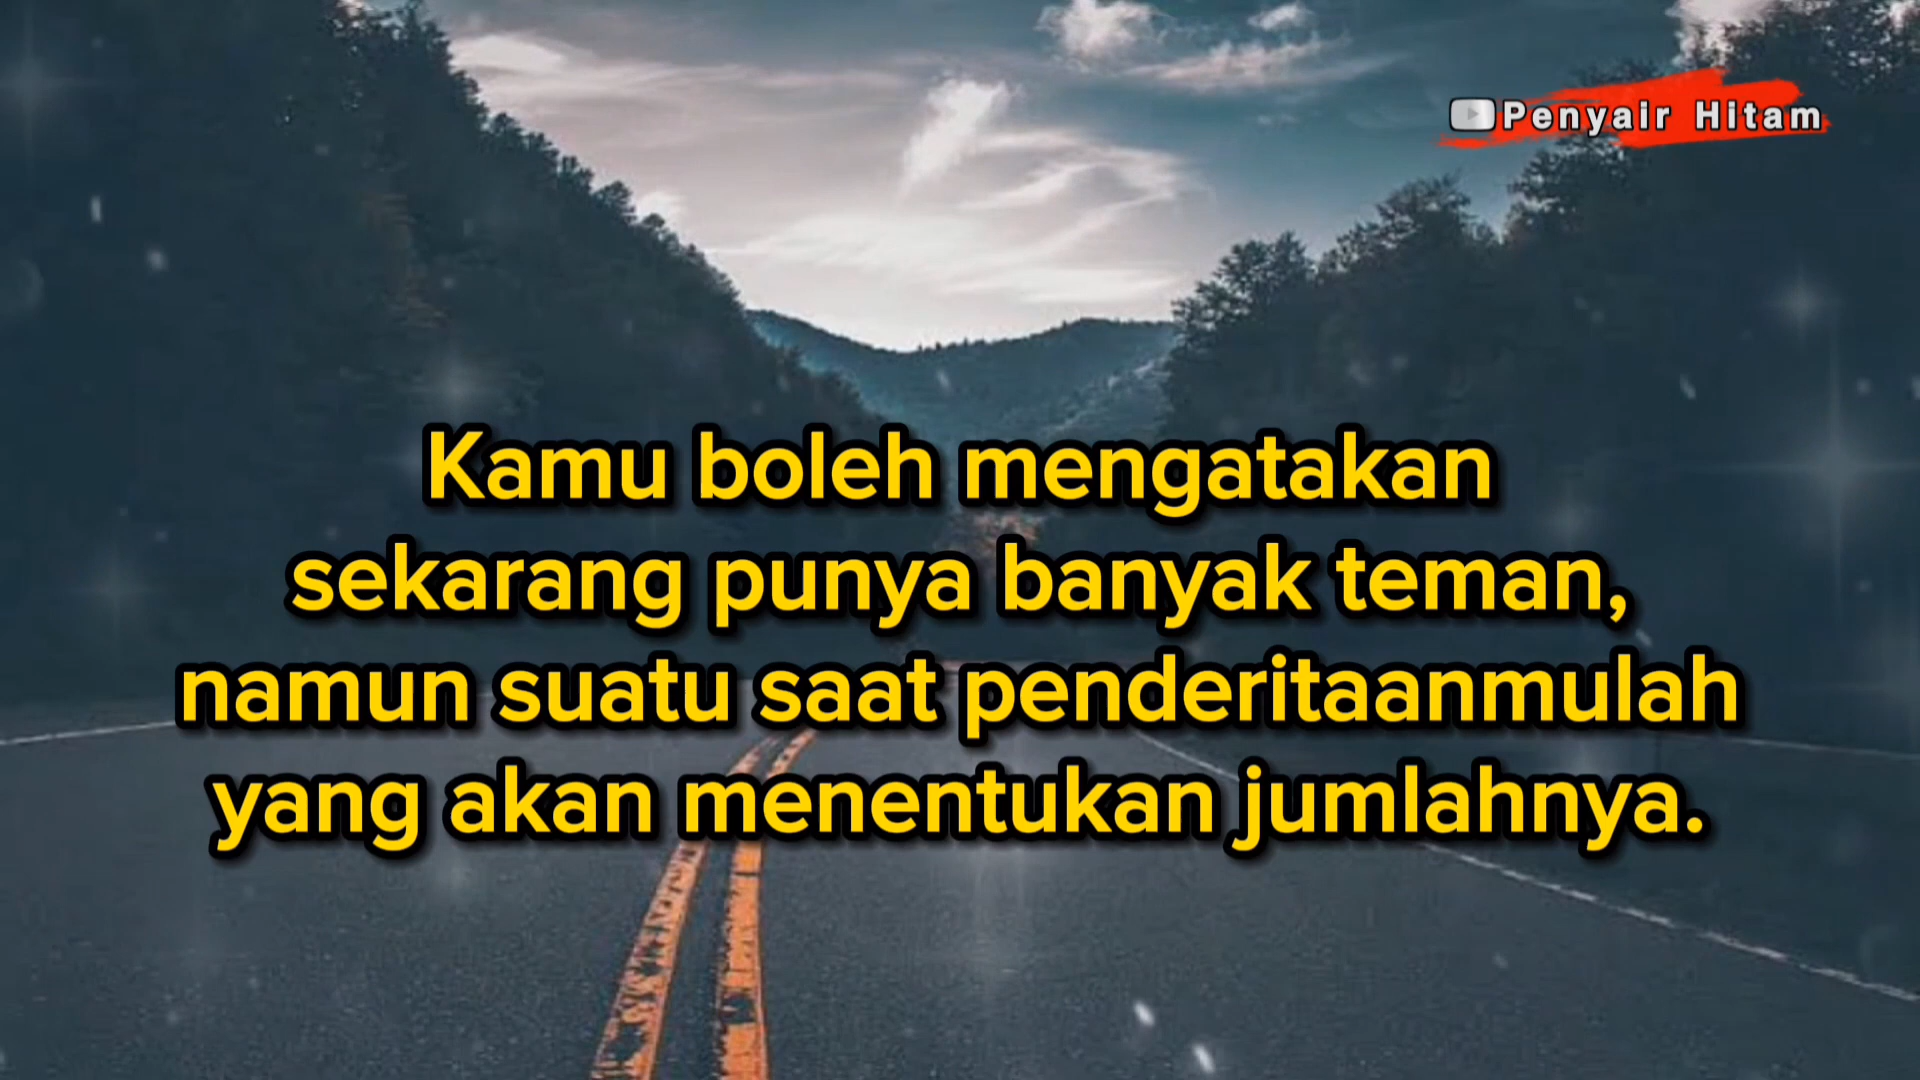 Penyair Hitam
Kamu boleh mengatakan
sekarang punya banyak teman,
namun suatu saat penderitaanmulah
yang akan menentukan jumlahnya.